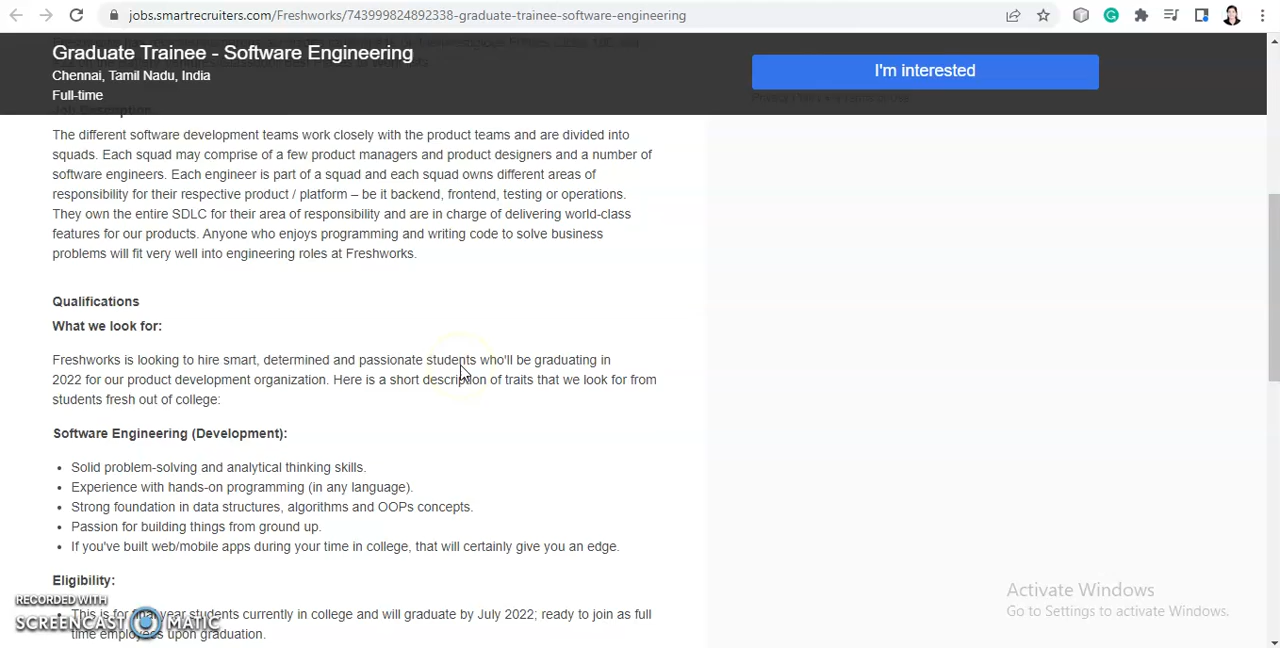 jobs.smartrecruiters.com/Freshworks/743999824892338-graduate-trainee-software-engineering
Graduate Trainee - Software Engineering
Chennai, Tamil Nadu, India
Full-time
I'm interested
Job Description
The different software development teams work closely with the product teams and are divided into
squads. Each squad may comprise of a few product managers and product designers and a number of
software engineers. Each engineer is part of a squad and each squad owns different areas of
responsibility for their respective product / platform – be it backend, frontend, testing or operations.
They own the entire SDLC for their area of responsibility and are in charge of delivering world-class
features for our products. Anyone who enjoys programming and writing code to solve business
problems will fit very well into engineering roles at Freshworks.
Qualifications
What we look for:
Freshworks is looking to hire smart, determined and passionate students who'll be graduating in
2022 for our product development organization. Here is a short description of traits that we look for from
students fresh out of college:
Software Engineering (Development):
• Solid problem-solving and analytical thinking skills.
• Experience with hands-on programming (in any language).
• Strong foundation in data structures, algorithms and OOPs concepts.
• Passion for building things from ground up.
• If you've built web/mobile apps during your time in college, that will certainly give you an edge.
Eligibility:
• This is for final year students currently in college and will graduate by July 2022; ready to join as full
time employees upon graduation.
RECORDED WITH
SCREENCAST MATIC
Activate Windows
Go to Settings to activate Windows.